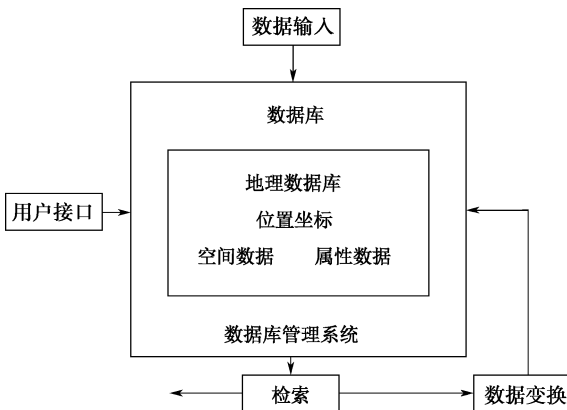 数据输入
数据库
地理数据库
用户接口
位置坐标
空间数据 属性数据
数据库管理系统
检索
数据变换